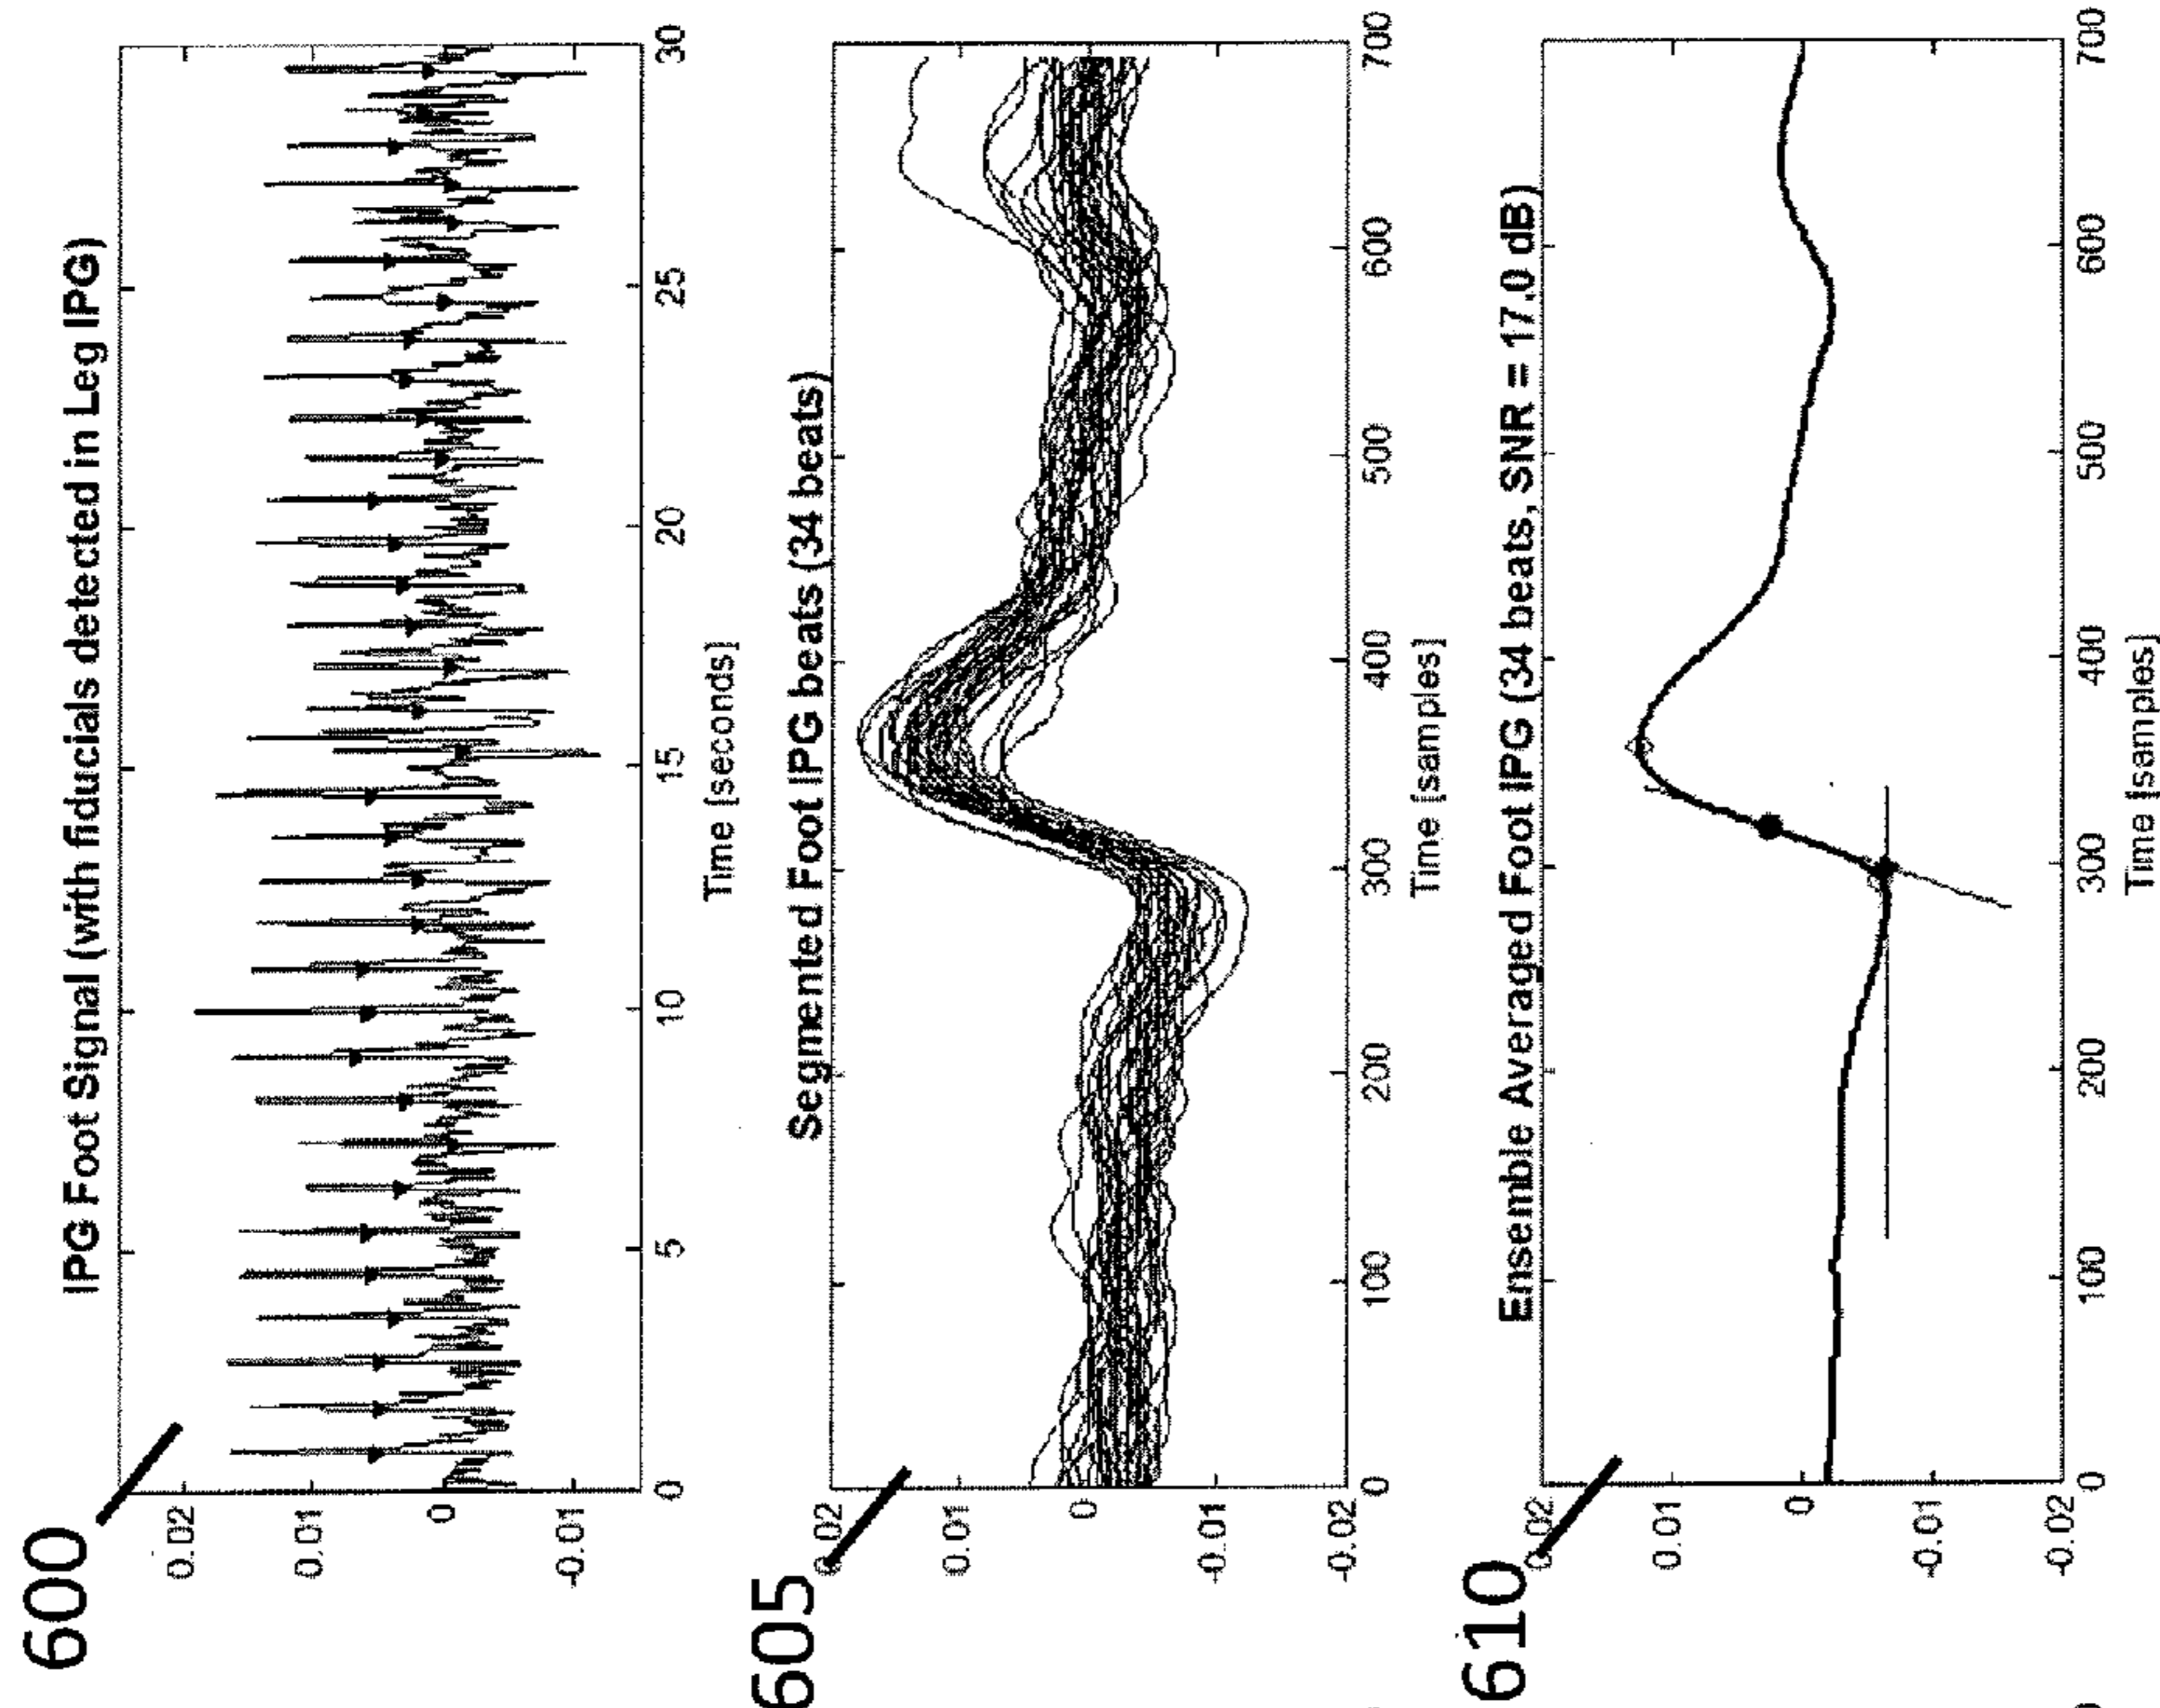 600
IPG Foot Signal (with fiducials detected in Leg IPG)
0.02
0.01
0
-0.01
0 5 10 15 20 25 30
Time [seconds]
605
Segmented Foot IPG beats (34 beats)
0.02
0.01
0
-0.01
-0.02
0 100 200 300 400 500 600 700
Time [samples]
610
Ensemble Averaged Foot IPG (34 beats, SNR = 17.0 dB)
0.01
0
-0.01
-0.02
0 100 200 300 400 500 600 700
Time [samples]